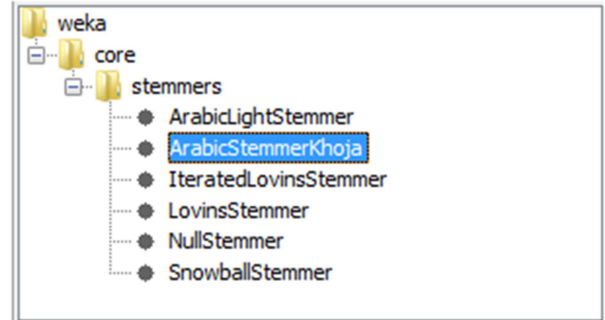 weka
core
stemmers
ArabicLightStemmer
ArabicStemmerKhoja
IteratedLovinsStemmer
LovinsStemmer
NullStemmer
SnowballStemmer